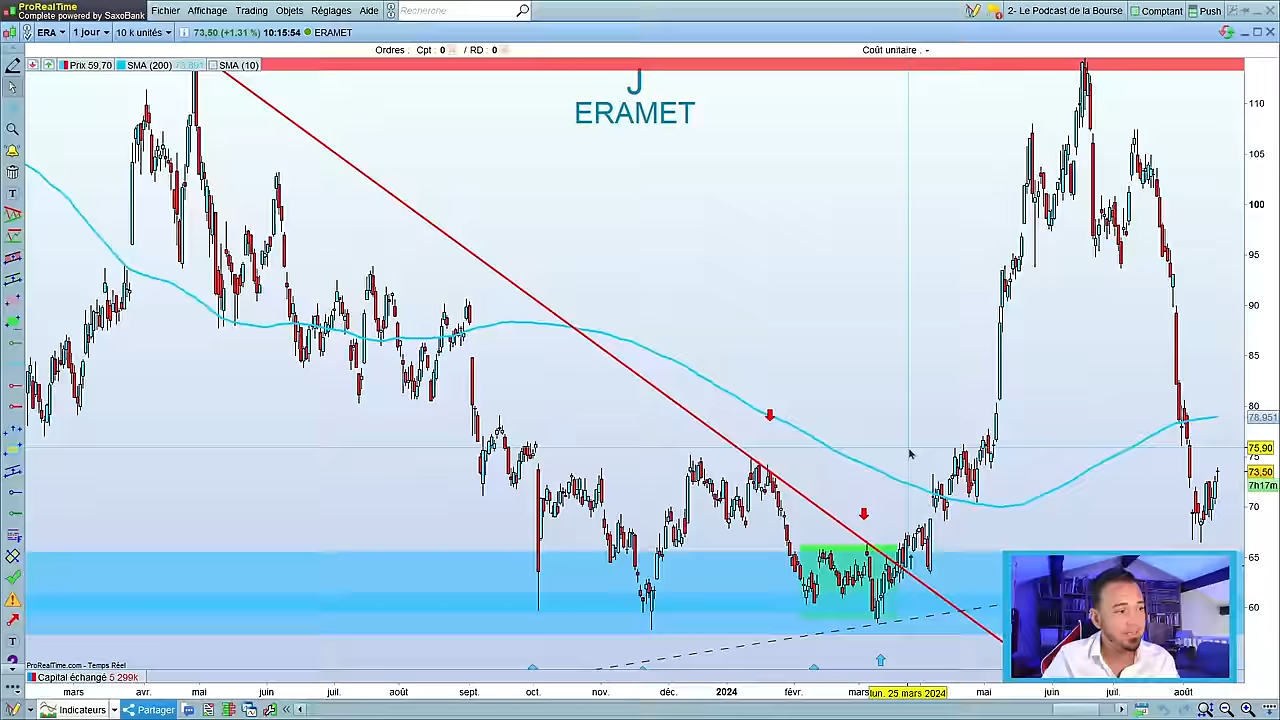 ProRealTime
Complete powered by SaxoBank
Fichier Affichage Trading Outils Objets Réglages Aide Recherche 2- Le Podcast de la Bourse Comptant Push
ERA 1 jour 10 k unités 73,50 (+1,31 %) 10:15:54 ERAMET
Ordres : Cpt : 0 / RD : 0 Coût unitaire : -
Prix 59,70 SMA (200) SMA (10)
J
ERAMET
110
105
100
95
90
85
80
78,951
75,90
75
73,50
7h17m
70
65
60
ProRealTime.com - Temps Réel
Capital échangé 5 299k
mars avr. mai juin juil. août sept. oct. nov. déc. 2024 févr. mars lun. 25 mars 2024 mai juin juil. août
Indicateurs Partager